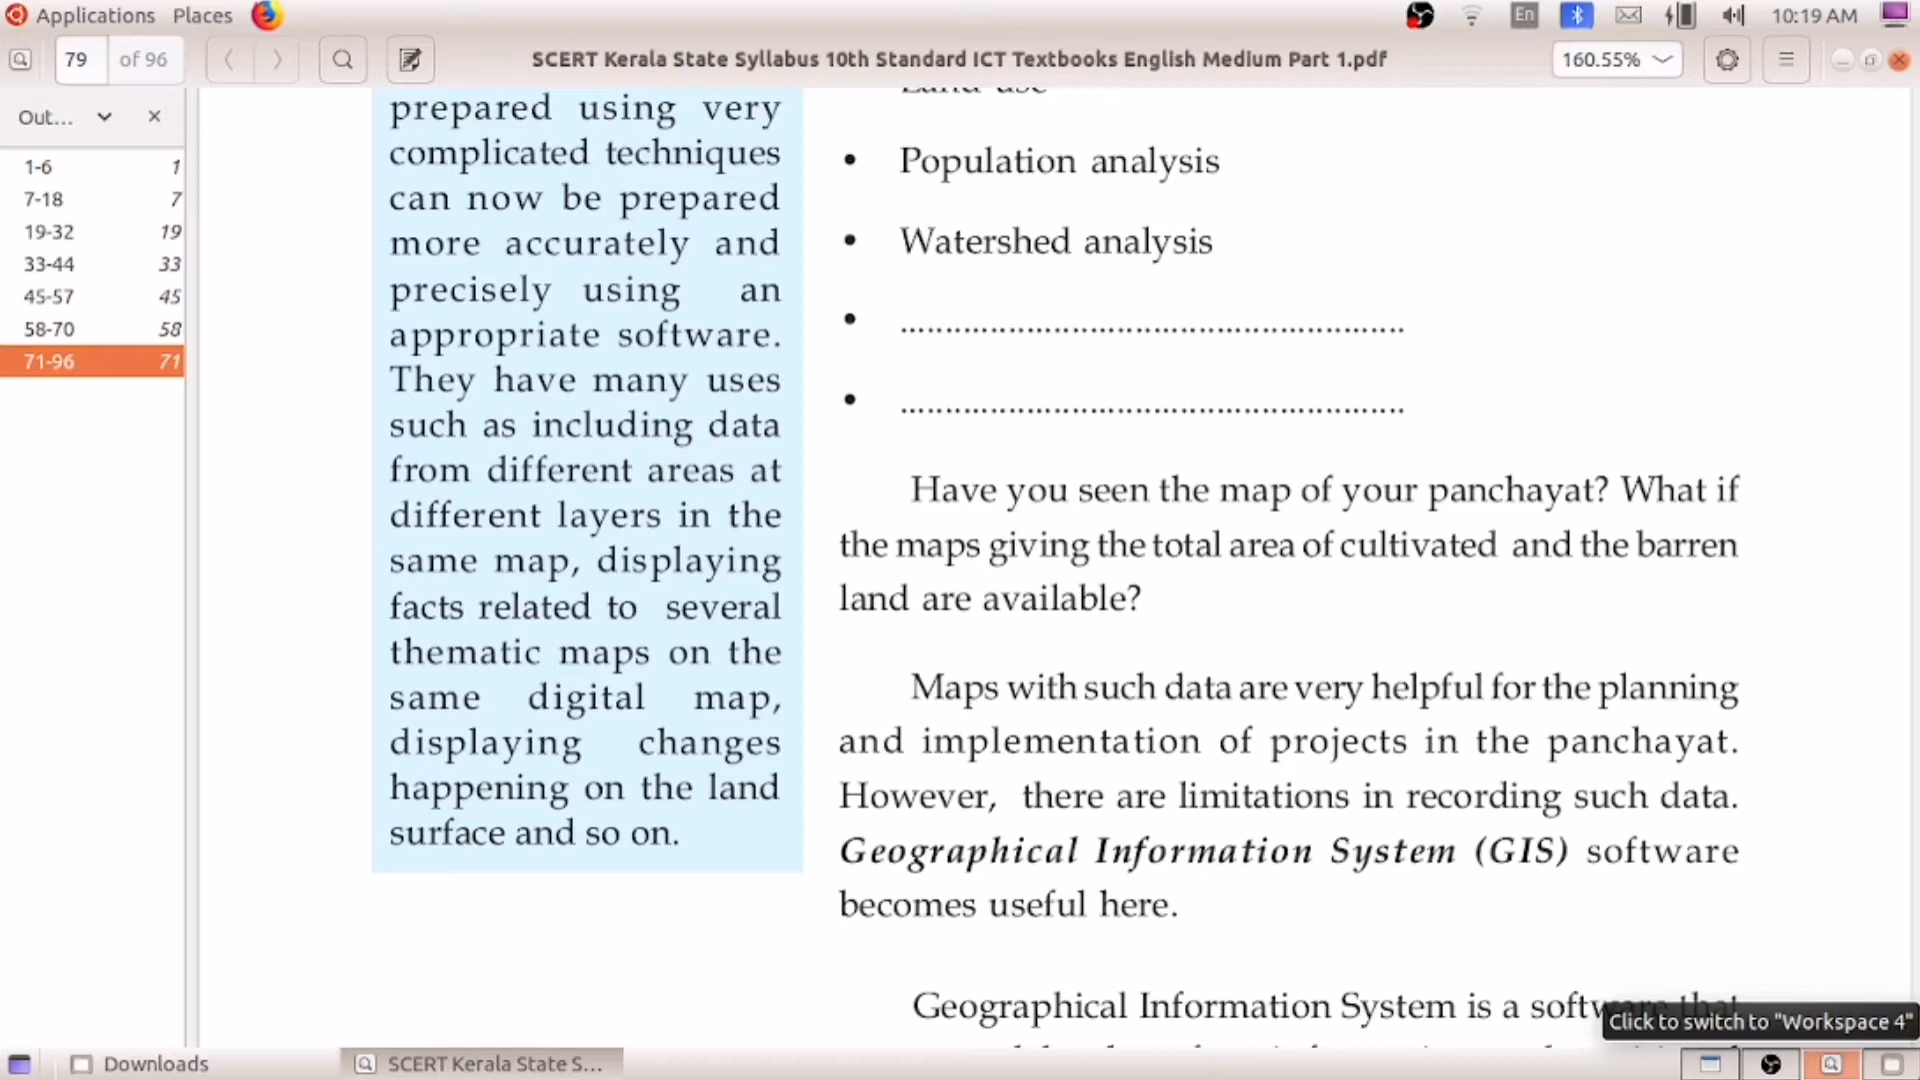 Applications Places
En
10:19 AM
79 of 96
SCERT Kerala State Syllabus 10th Standard ICT Textbooks English Medium Part 1.pdf
160.55%
Out...
1-6 1
7-18 7
19-32 19
33-44 33
45-57 45
58-70 58
71-96 71
prepared using very
complicated techniques
can now be prepared
more accurately and
precisely using an
appropriate software.
They have many uses
such as including data
from different areas at
different layers in the
same map, displaying
facts related to several
thematic maps on the
same digital map,
displaying changes
happening on the land
surface and so on.
Land use
• Population analysis
• Watershed analysis
• ........................................................
• ........................................................
Have you seen the map of your panchayat? What if
the maps giving the total area of cultivated and the barren
land are available?
Maps with such data are very helpful for the planning
and implementation of projects in the panchayat.
However, there are limitations in recording such data.
Geographical Information System (GIS) software
becomes useful here.
Geographical Information System is a software that
Click to switch to "Workspace 4"
Downloads
SCERT Kerala State S...